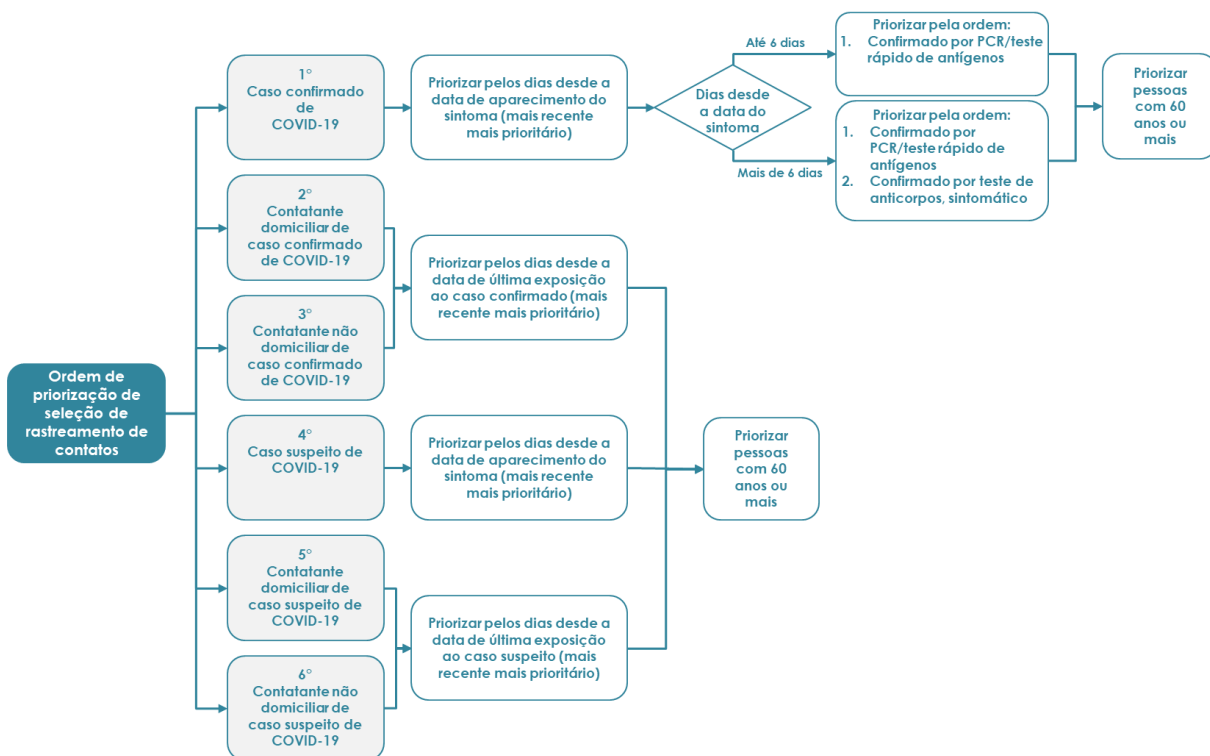 Ordem de
priorização de
seleção de
rastreamento de
contatos
1°
Caso confirmado
de
COVID-19
Priorizar pelos dias desde a
data de aparecimento do
sintoma (mais recente
mais prioritário)
Dias desde
a data do
sintoma
Até 6 dias
Priorizar pela ordem:
1. Confirmado por PCR/teste
rápido de antígenos
Mais de 6 dias
Priorizar pela ordem:
1. Confirmado por
PCR/teste rápido de
antígenos
2. Confirmado por teste de
anticorpos, sintomático
Priorizar
pessoas
com 60
anos ou
mais
2°
Contatante
domiciliar de
caso confirmado
de COVID-19
3°
Contatante não
domiciliar de
caso confirmado
de COVID-19
Priorizar pelos dias desde a
data de última exposição
ao caso confirmado (mais
recente mais prioritário)
4°
Caso suspeito de
COVID-19
Priorizar pelos dias desde a
data de aparecimento do
sintoma (mais recente
mais prioritário)
5°
Contatante
domiciliar de
caso suspeito de
COVID-19
6°
Contatante não
domiciliar de
caso suspeito de
COVID-19
Priorizar pelos dias desde a
data de última exposição
ao caso suspeito (mais
recente mais prioritário)
Priorizar
pessoas
com 60
anos ou
mais